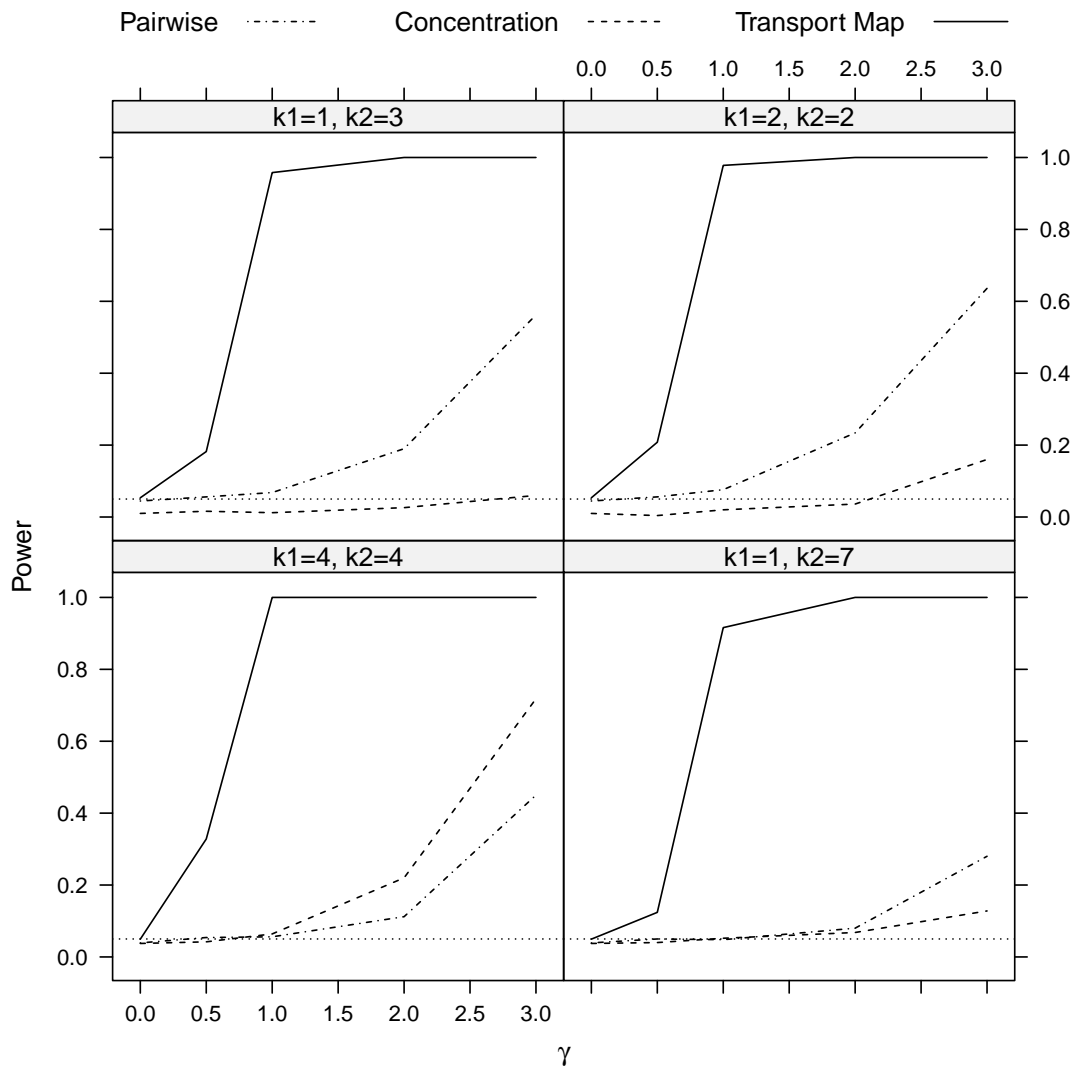 Pairwise Concentration Transport Map
0.0 0.5 1.0 1.5 2.0 2.5 3.0
k1=1, k2=3 k1=2, k2=2
1.0
0.8
0.6
0.4
0.2
0.0
Power
k1=4, k2=4 k1=1, k2=7
1.0
0.8
0.6
0.4
0.2
0.0
0.0 0.5 1.0 1.5 2.0 2.5 3.0
γ